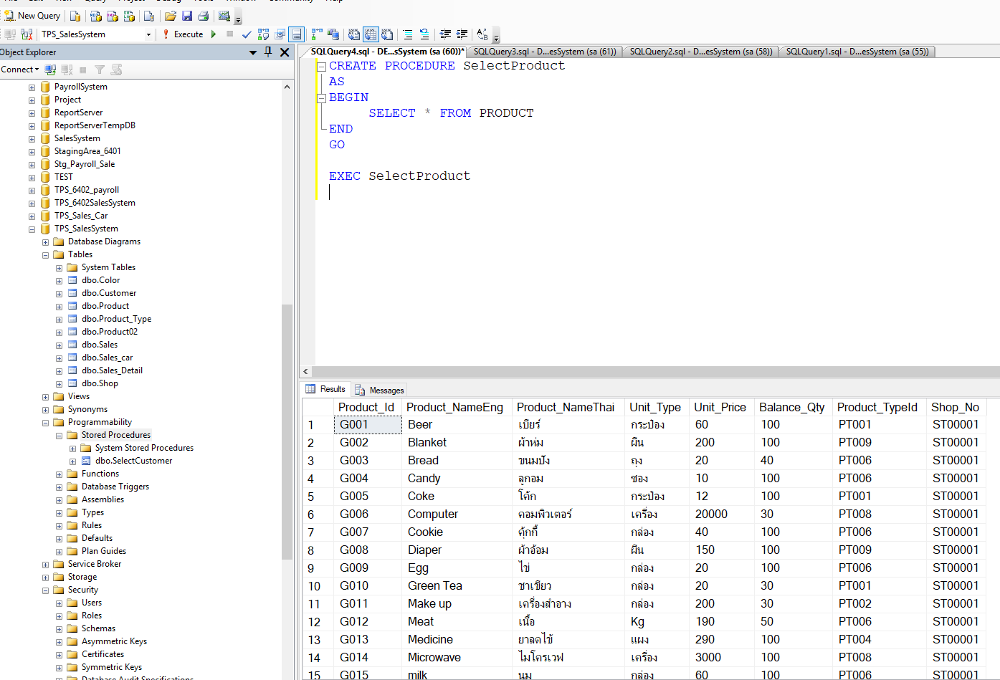 New Query
TPS_SalesSystem
Execute
Object Explorer
Connect
PayrollSystem
Project
ReportServer
ReportServerTempDB
SalesSystem
StagingArea_6401
Stg_Payroll_Sale
TEST
TPS_6402_payroll
TPS_6402SalesSystem
TPS_Sales_Car
TPS_SalesSystem
Database Diagrams
Tables
System Tables
dbo.Color
dbo.Customer
dbo.Product
dbo.Product_Type
dbo.Product02
dbo.Sales
dbo.Sales_car
dbo.Sales_Detail
dbo.Shop
Views
Synonyms
Programmability
Stored Procedures
System Stored Procedures
dbo.SelectCustomer
Functions
Database Triggers
Assemblies
Types
Rules
Defaults
Plan Guides
Service Broker
Storage
Security
Users
Roles
Schemas
Asymmetric Keys
Certificates
Symmetric Keys
Database Audit Specifications
SQLQuery4.sql - DE...sSystem (sa (60))* SQLQuery3.sql - D...esSystem (sa (61)) SQLQuery2.sql - D...esSystem (sa (58)) SQLQuery1.sql - D...esSystem (sa (55))
CREATE PROCEDURE SelectProduct
AS
BEGIN
SELECT * FROM PRODUCT
END
GO
EXEC SelectProduct
Results Messages
Product_Id Product_NameEng Product_NameThai Unit_Type Unit_Price Balance_Qty Product_TypeId Shop_No
1 G001 Beer เบียร์ กระป๋อง 60 100 PT001 ST00001
2 G002 Blanket ผ้าห่ม ผืน 200 100 PT009 ST00001
3 G003 Bread ขนมปัง ถุง 20 40 PT006 ST00001
4 G004 Candy ลูกอม ซอง 10 100 PT006 ST00001
5 G005 Coke โค้ก กระป๋อง 12 100 PT001 ST00001
6 G006 Computer คอมพิวเตอร์ เครื่อง 20000 30 PT008 ST00001
7 G007 Cookie คุ้กกี้ กล่อง 40 100 PT006 ST00001
8 G008 Diaper ผ้าอ้อม ผืน 150 100 PT009 ST00001
9 G009 Egg ไข่ กล่อง 20 100 PT006 ST00001
10 G010 Green Tea ชาเขียว กล่อง 20 30 PT001 ST00001
11 G011 Make up เครื่องสำอาง กล่อง 200 30 PT002 ST00001
12 G012 Meat เนื้อ Kg 190 50 PT006 ST00001
13 G013 Medicine ยาลดไข้ แผง 290 100 PT004 ST00001
14 G014 Microwave ไมโครเวฟ เครื่อง 3000 100 PT008 ST00001
15 G015 milk นม กล่อง 60 100 PT006 ST00001